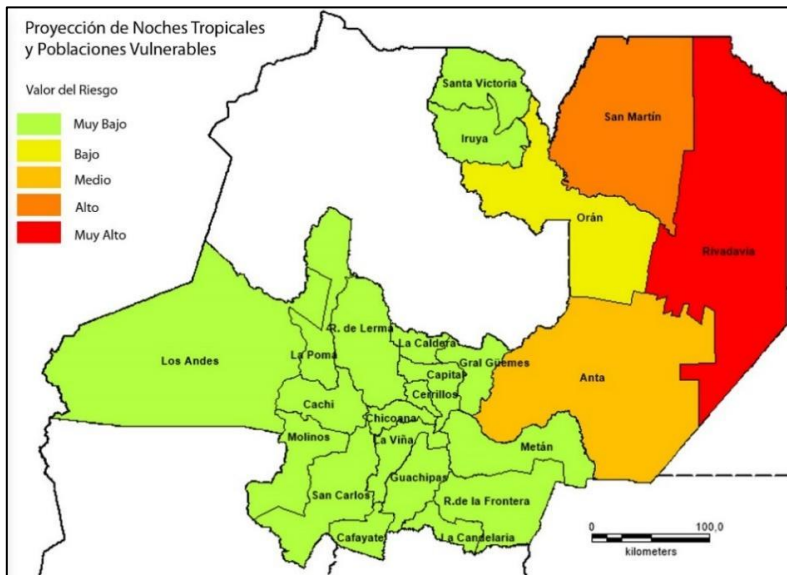 Proyección de Noches Tropicales
y Poblaciones Vulnerables
Valor del Riesgo
Muy Bajo
Bajo
Medio
Alto
Muy Alto
Santa Victoria
Iruya
San Martín
Orán
Rivadavia
Los Andes
La Poma
R. de Lerma
La Caldera
Gral Güemes
Capital
Cerrillos
Anta
Cachi
Chicoana
Molinos
La Viña
Metán
Guachipas
San Carlos
R.de la Frontera
Cafayate
La Candelaria
0 100,0
kilometers